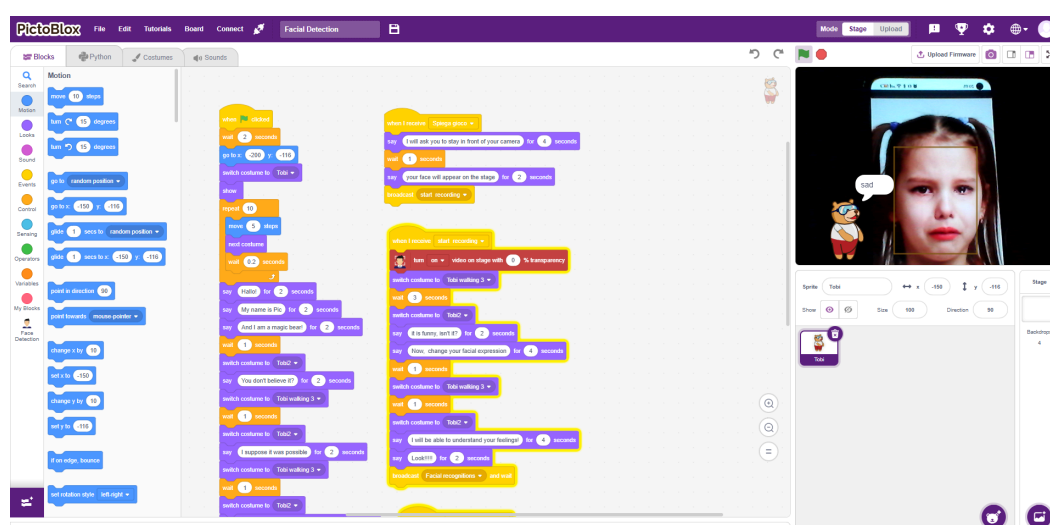 PictoBlox File Edit Tutorials Board Connect Facial Detection Mode Stage Upload
Blocks Python Costumes Sounds Upload Firmware
Search
Motion
Looks
Sound
Events
Control
Sensing
Operators
Variables
My Blocks
Face
Detection
Motion
move 10 steps
turn 15 degrees
turn 15 degrees
go to random position
go to x: -150 y: -116
glide 1 secs to random position
glide 1 secs to x: -150 y: -116
point in direction 90
point towards mouse-pointer
change x by 10
set x to -150
change y by 10
set y to -116
if on edge, bounce
set rotation style left-right
when clicked
wait 2 seconds
go to x: -200 y: -116
switch costume to Tobi
show
repeat 10
move 5 steps
next costume
wait 0.2 seconds
say Hallo! for 2 seconds
say My name is Pic for 2 seconds
say And I am a magic bear! for 2 seconds
wait 1 seconds
switch costume to Tobi2
say You don't believe it? for 2 seconds
switch costume to Tobi walking 3
wait 1 seconds
switch costume to Tobi2
say I suppose it was possible for 2 seconds
switch costume to Tobi walking 3
wait 1 seconds
switch costume to Tobi2
when I receive Spiega gioco
say I will ask you to stay in front of your camera for 4 seconds
wait 1 seconds
say your face will appear on the stage for 2 seconds
broadcast start recording
when I receive start recording
turn on video on stage with 0 % transparency
switch costume to Tobi walking 3
wait 3 seconds
switch costume to Tobi2
say it is funny, isn't it? for 2 seconds
say Now, change your facial expression for 4 seconds
wait 1 seconds
switch costume to Tobi walking 3
wait 1 seconds
switch costume to Tobi2
say I will be able to understand your feelings! for 4 seconds
say Look!!!!! for 2 seconds
broadcast Facial recognitions and wait
sad
Sprite Tobi x -150 y -116
Show Size 100 Direction 90
Tobi
Stage
Backdrops
4